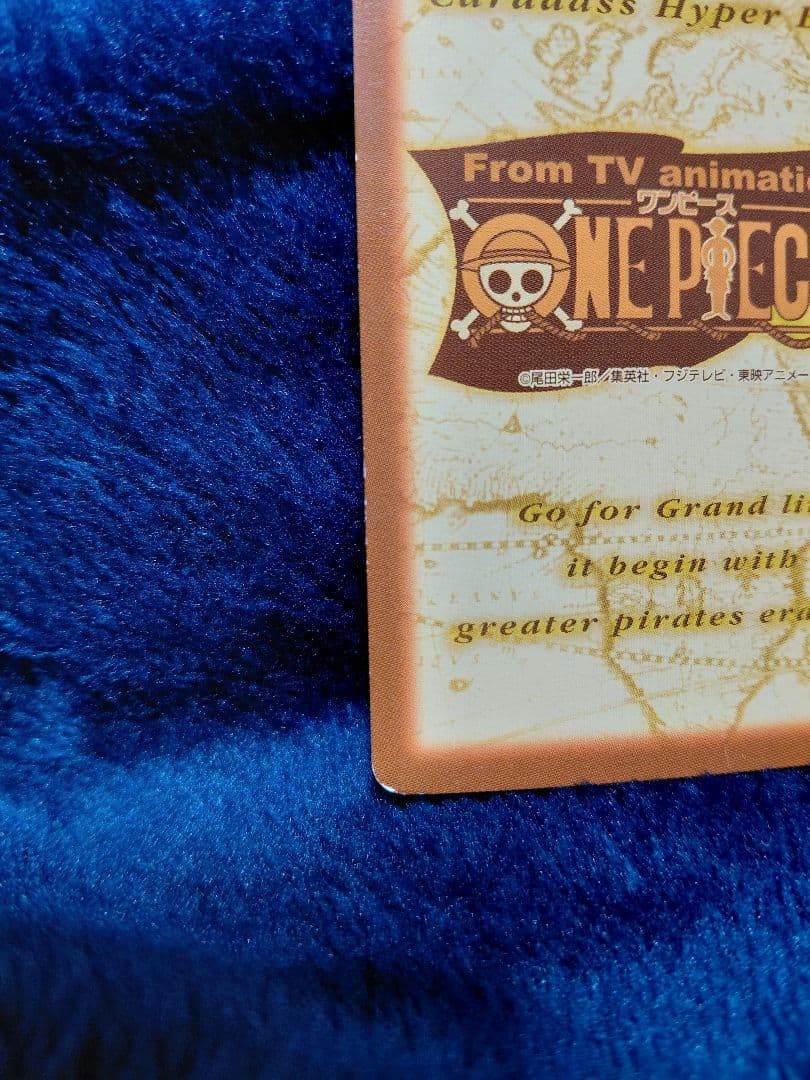 Carddass Hyper
From TV animatio
ワンピース
ONE PIEC
©尾田栄一郎／集英社・フジテレビ・東映アニメー
Go for Grand li
it begin with
greater pirates era